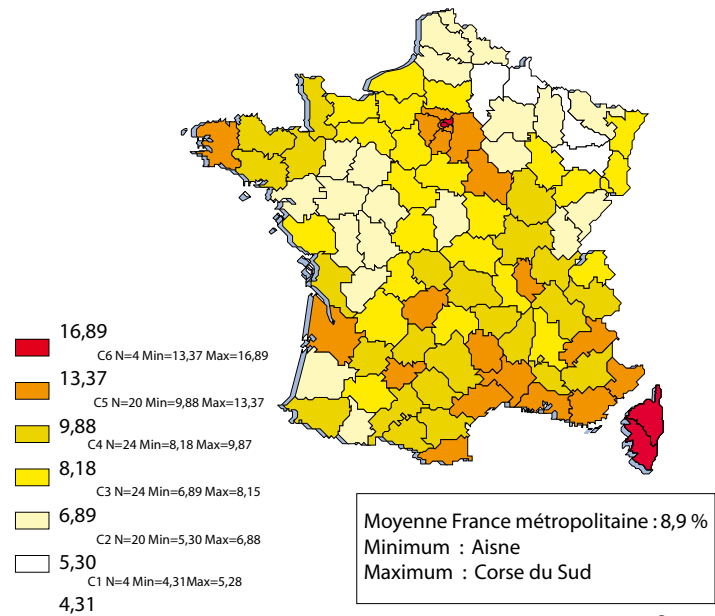 16,89
C6 N=4 Min=13,37 Max=16,89
13,37
C5 N=20 Min=9,88 Max=13,37
9,88
C4 N=24 Min=8,18 Max=9,87
8,18
C3 N=24 Min=6,89 Max=8,15
6,89
C2 N=20 Min=5,30 Max=6,88
5,30
C1 N=4 Min=4,31Max=5,28
4,31
Moyenne France métropolitaine : 8,9 %
Minimum : Aisne
Maximum : Corse du Sud